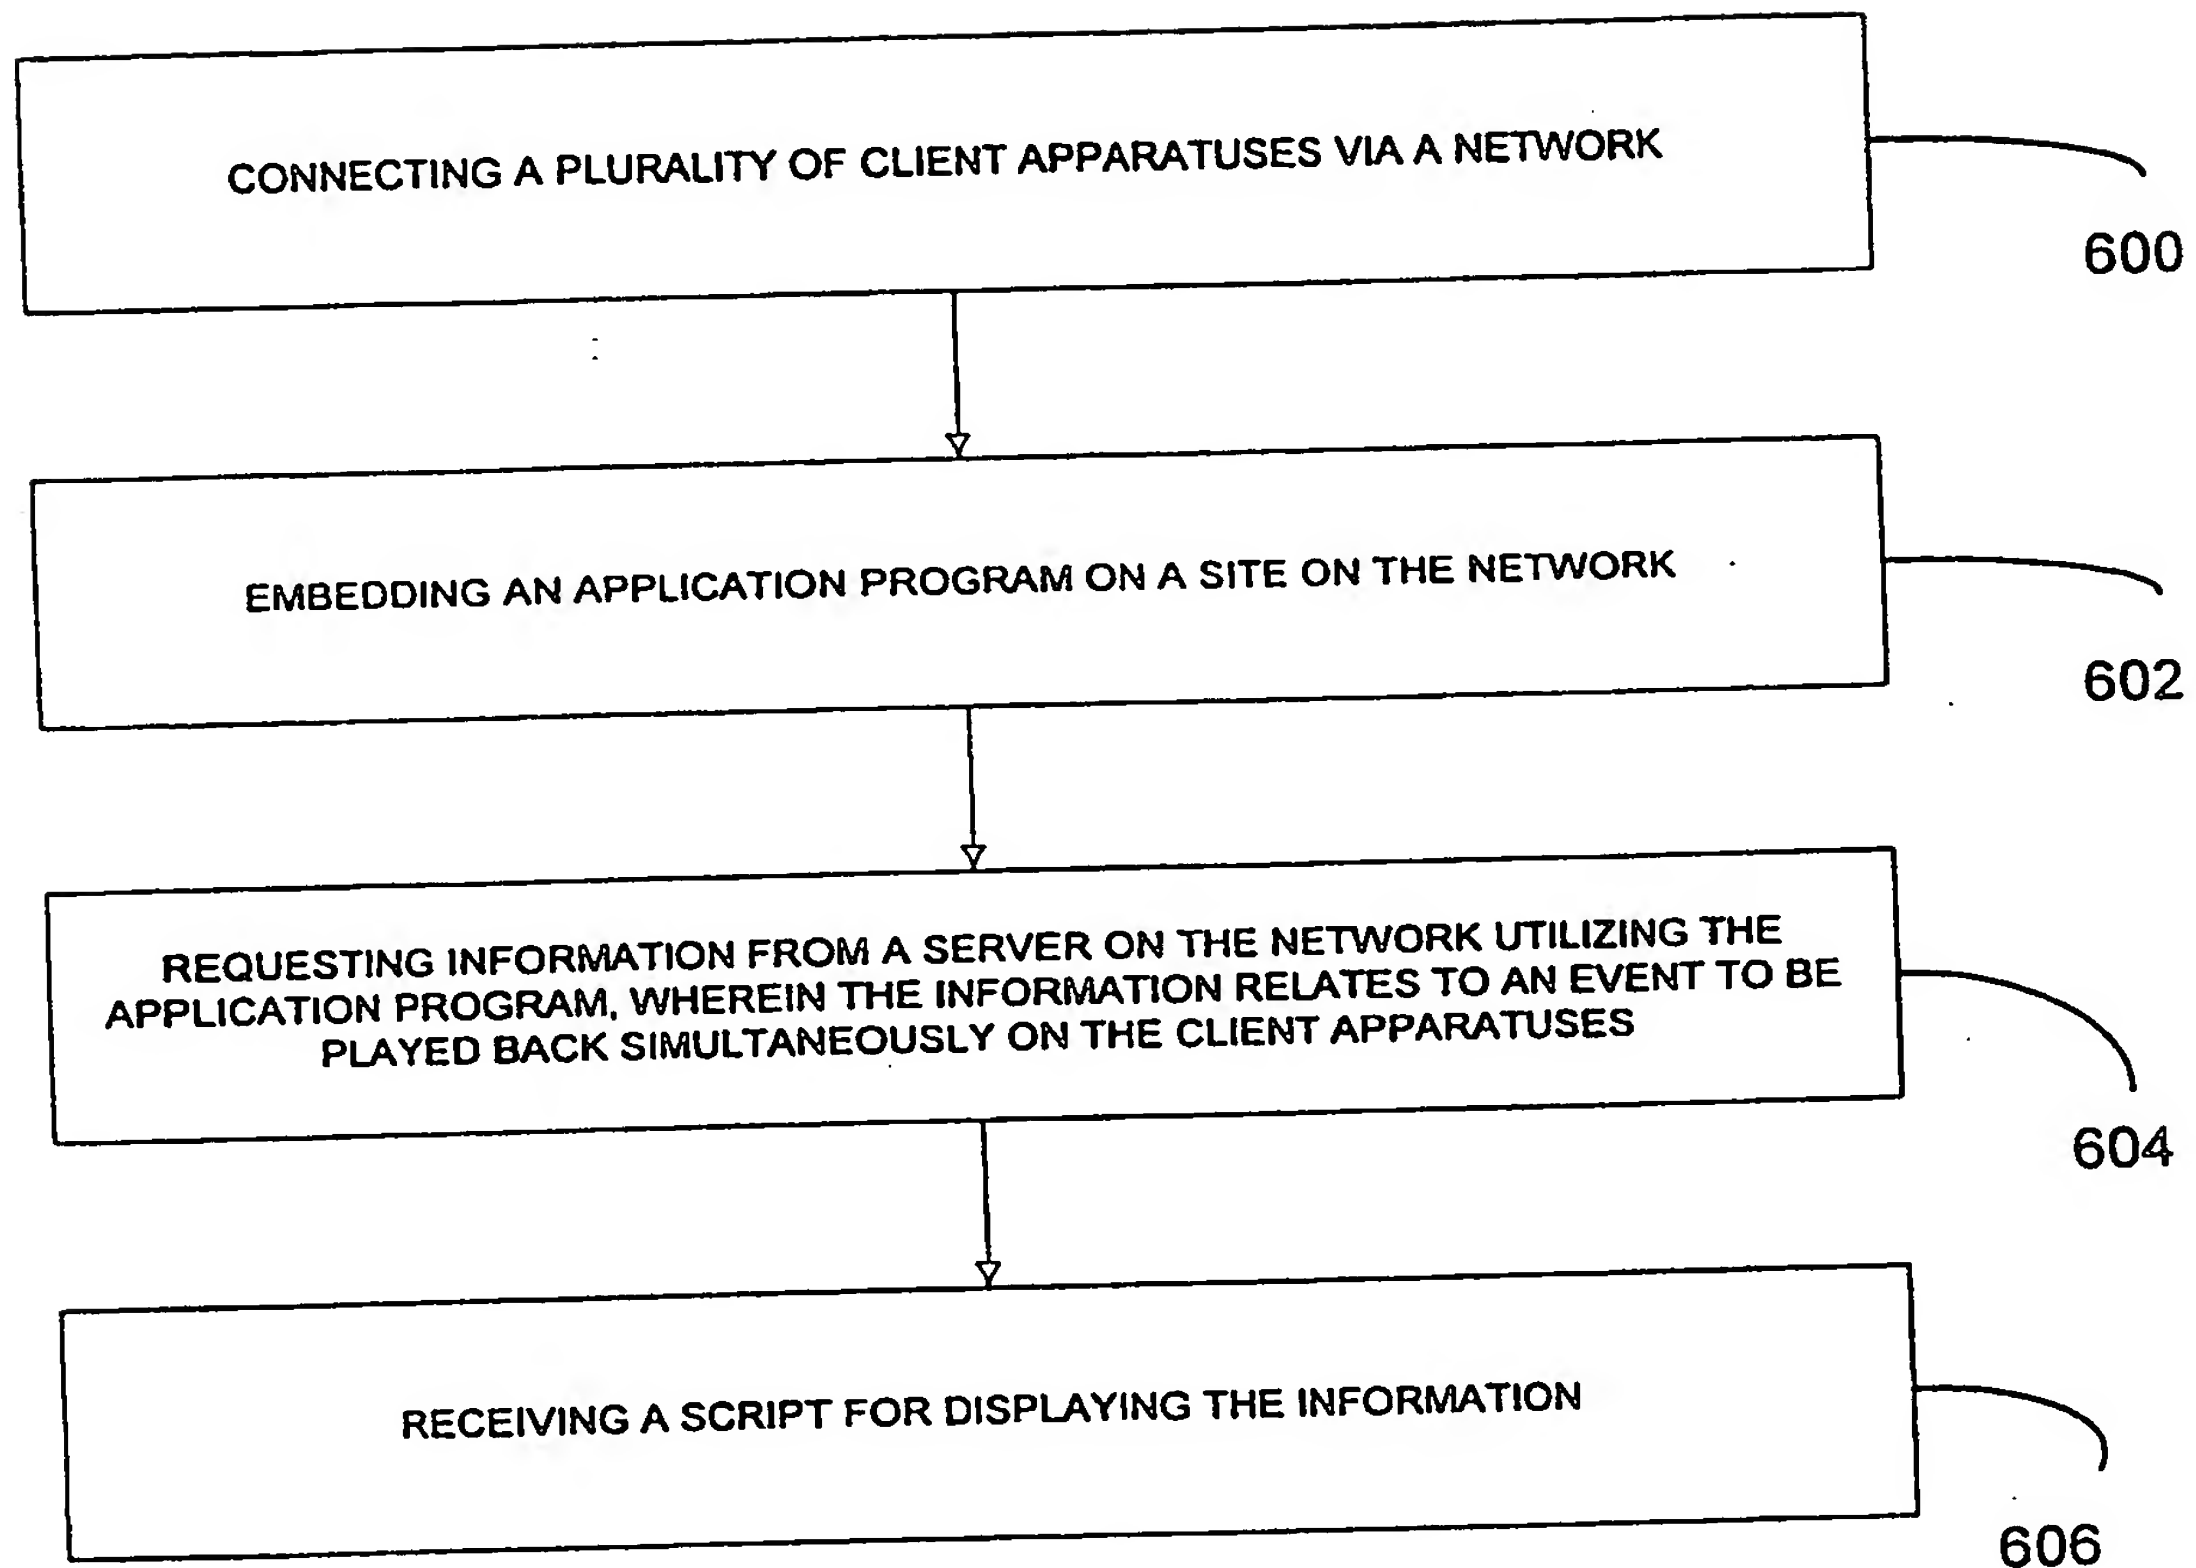 CONNECTING A PLURALITY OF CLIENT APPARATUSES VIA A NETWORK
600
EMBEDDING AN APPLICATION PROGRAM ON A SITE ON THE NETWORK
602
REQUESTING INFORMATION FROM A SERVER ON THE NETWORK UTILIZING THE
APPLICATION PROGRAM, WHEREIN THE INFORMATION RELATES TO AN EVENT TO BE
PLAYED BACK SIMULTANEOUSLY ON THE CLIENT APPARATUSES
604
RECEIVING A SCRIPT FOR DISPLAYING THE INFORMATION
606